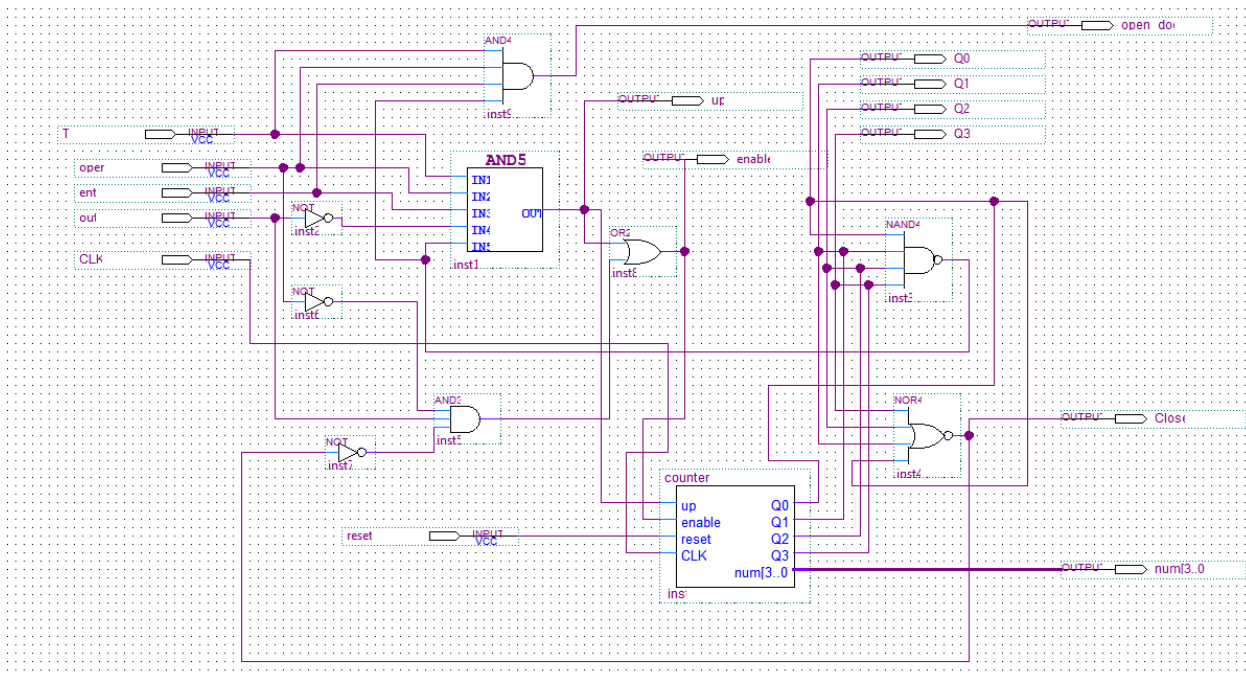 AND4
OUTPUT open_do
OUTPUT Q0
OUTPUT Q1
OUTPUT up
OUTPUT Q2
inst9
T INPUT VCC
OUTPUT Q3
AND5
OUTPUT enable
open INPUT VCC
ent INPUT VCC
out INPUT VCC
CLK INPUT VCC
IN1
IN2
IN3 OUT
IN4
IN5
inst1
NOT
inst2
OR2
inst8
NAND4
inst3
NOT
inst6
AND3
inst5
NOT
inst7
NOR4
inst4
OUTPUT Close
counter
up Q0
enable Q1
reset Q2
CLK Q3
num[3..0
inst
reset INPUT VCC
OUTPUT num[3..0